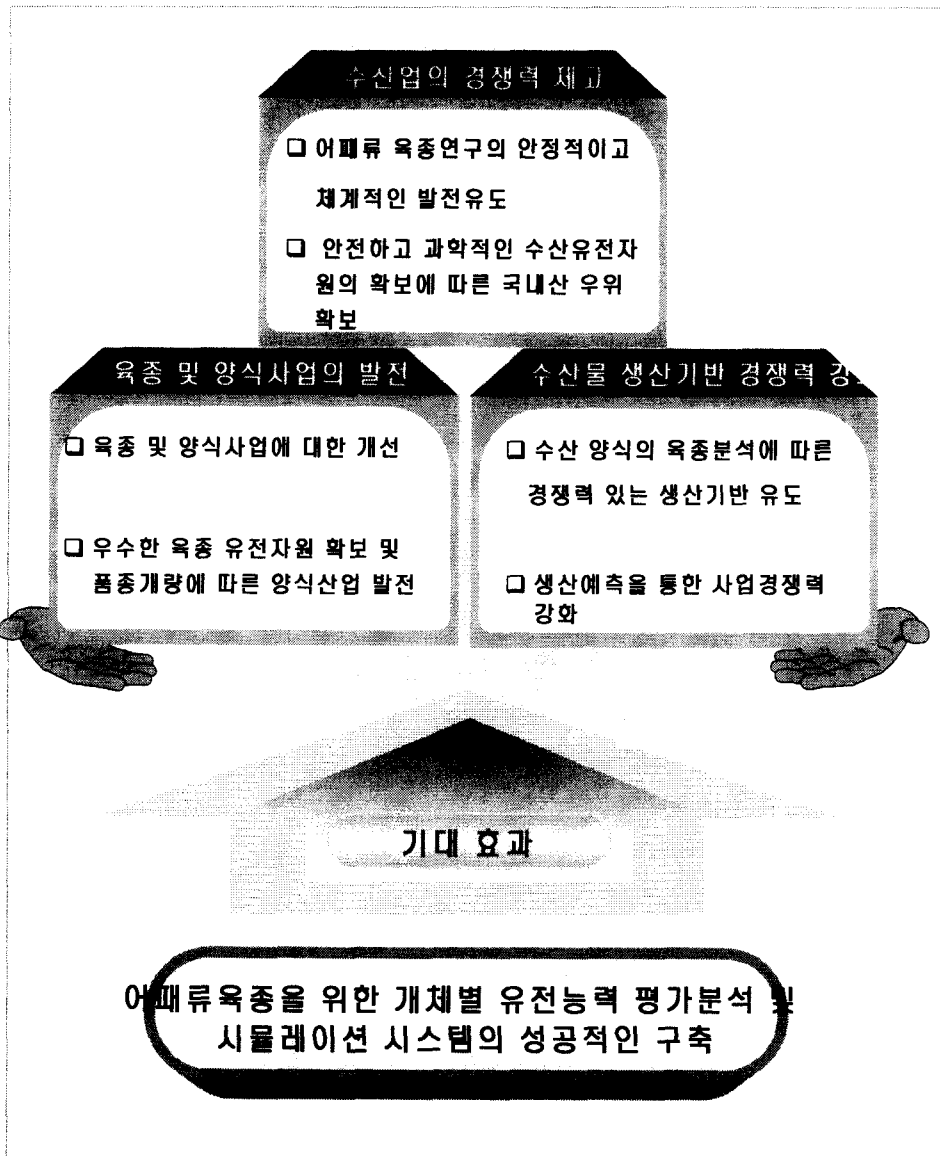 수산업의 경쟁력 제고
❑ 어패류 육종연구의 안정적이고
체계적인 발전유도
❑ 안전하고 과학적인 수산유전자
원의 확보에 따른 국내산 우위
확보
육종 및 양식사업의 발전
❑ 육종 및 양식사업에 대한 개선
❑ 우수한 육종 유전자원 확보 및
품종개량에 따른 양식산업 발전
수산물 생산기반 경쟁력
❑ 수산 양식의 육종분석에 따른
경쟁력 있는 생산기반 유도
❑ 생산예측을 통한 사업경쟁력
강화
기대 효과
어패류육종을 위한 개체별 유전능력 평가분석 및
시뮬레이션 시스템의 성공적인 구축